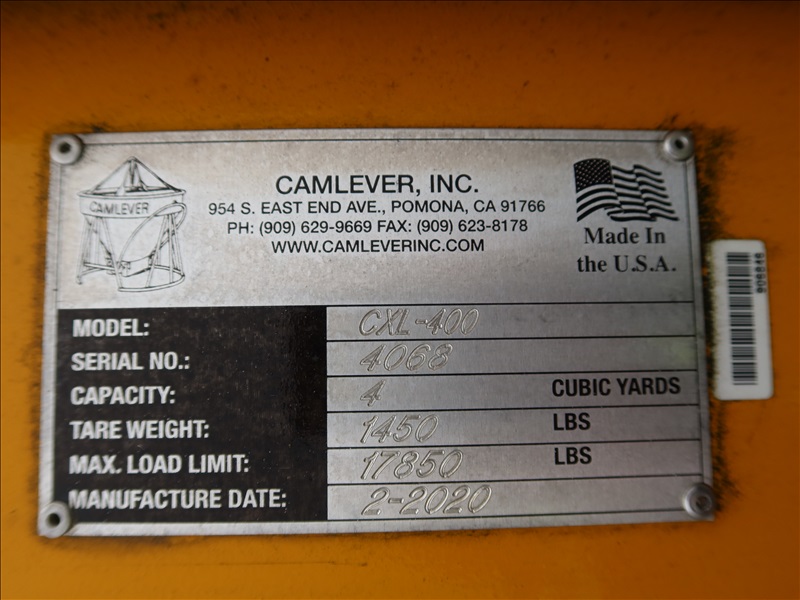 CAMLEVER
CAMLEVER, INC.
954 S. EAST END AVE., POMONA, CA 91766
PH: (909) 629-9669 FAX: (909) 623-8178
WWW.CAMLEVERINC.COM
Made In
the U.S.A.
MODEL: CXL-400
SERIAL NO.: 4068
CAPACITY: 4 CUBIC YARDS
TARE WEIGHT: 1450 LBS
MAX. LOAD LIMIT: 17850 LBS
MANUFACTURE DATE: 2-2020